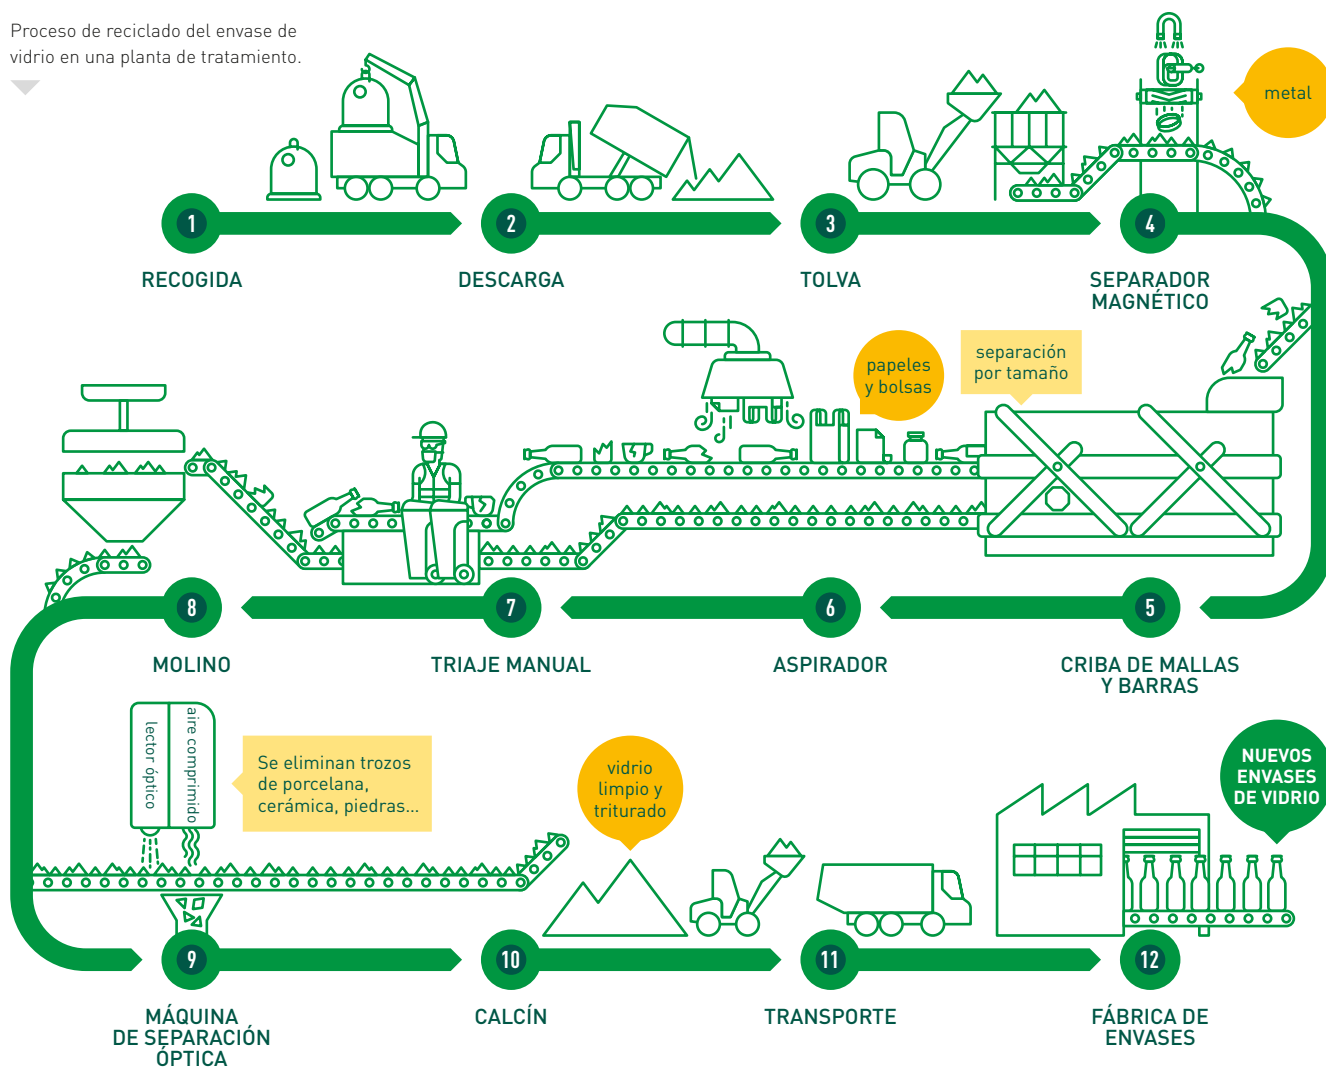 Proceso de reciclado del envase de
vidrio en una planta de tratamiento.
metal
1
2
3
4
RECOGIDA
DESCARGA
TOLVA
SEPARADOR
MAGNÉTICO
papeles
y bolsas
separación
por tamaño
8
7
6
5
MOLINO
TRIAJE MANUAL
ASPIRADOR
CRIBA DE MALLAS
Y BARRAS
lector óptico
aire comprimido
Se eliminan trozos
de porcelana,
cerámica, piedras...
vidrio
limpio y
triturado
NUEVOS
ENVASES
DE VIDRIO
9
10
11
12
MÁQUINA
DE SEPARACIÓN
ÓPTICA
CALCÍN
TRANSPORTE
FÁBRICA DE
ENVASES